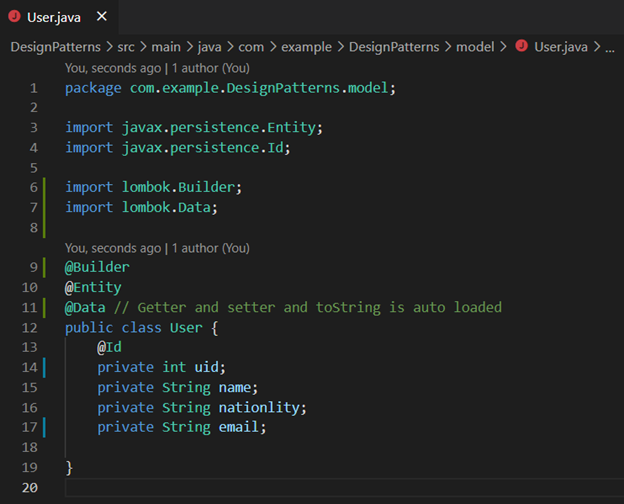 User.java
DesignPatterns > src > main > java > com > example > DesignPatterns > model > User.java > ...
You, seconds ago | 1 author (You)
1 package com.example.DesignPatterns.model;
2
3 import javax.persistence.Entity;
4 import javax.persistence.Id;
5
6 import lombok.Builder;
7 import lombok.Data;
8
You, seconds ago | 1 author (You)
9 @Builder
10 @Entity
11 @Data // Getter and setter and toString is auto loaded
12 public class User {
13 @Id
14 private int uid;
15 private String name;
16 private String nationlity;
17 private String email;
18
19 }
20